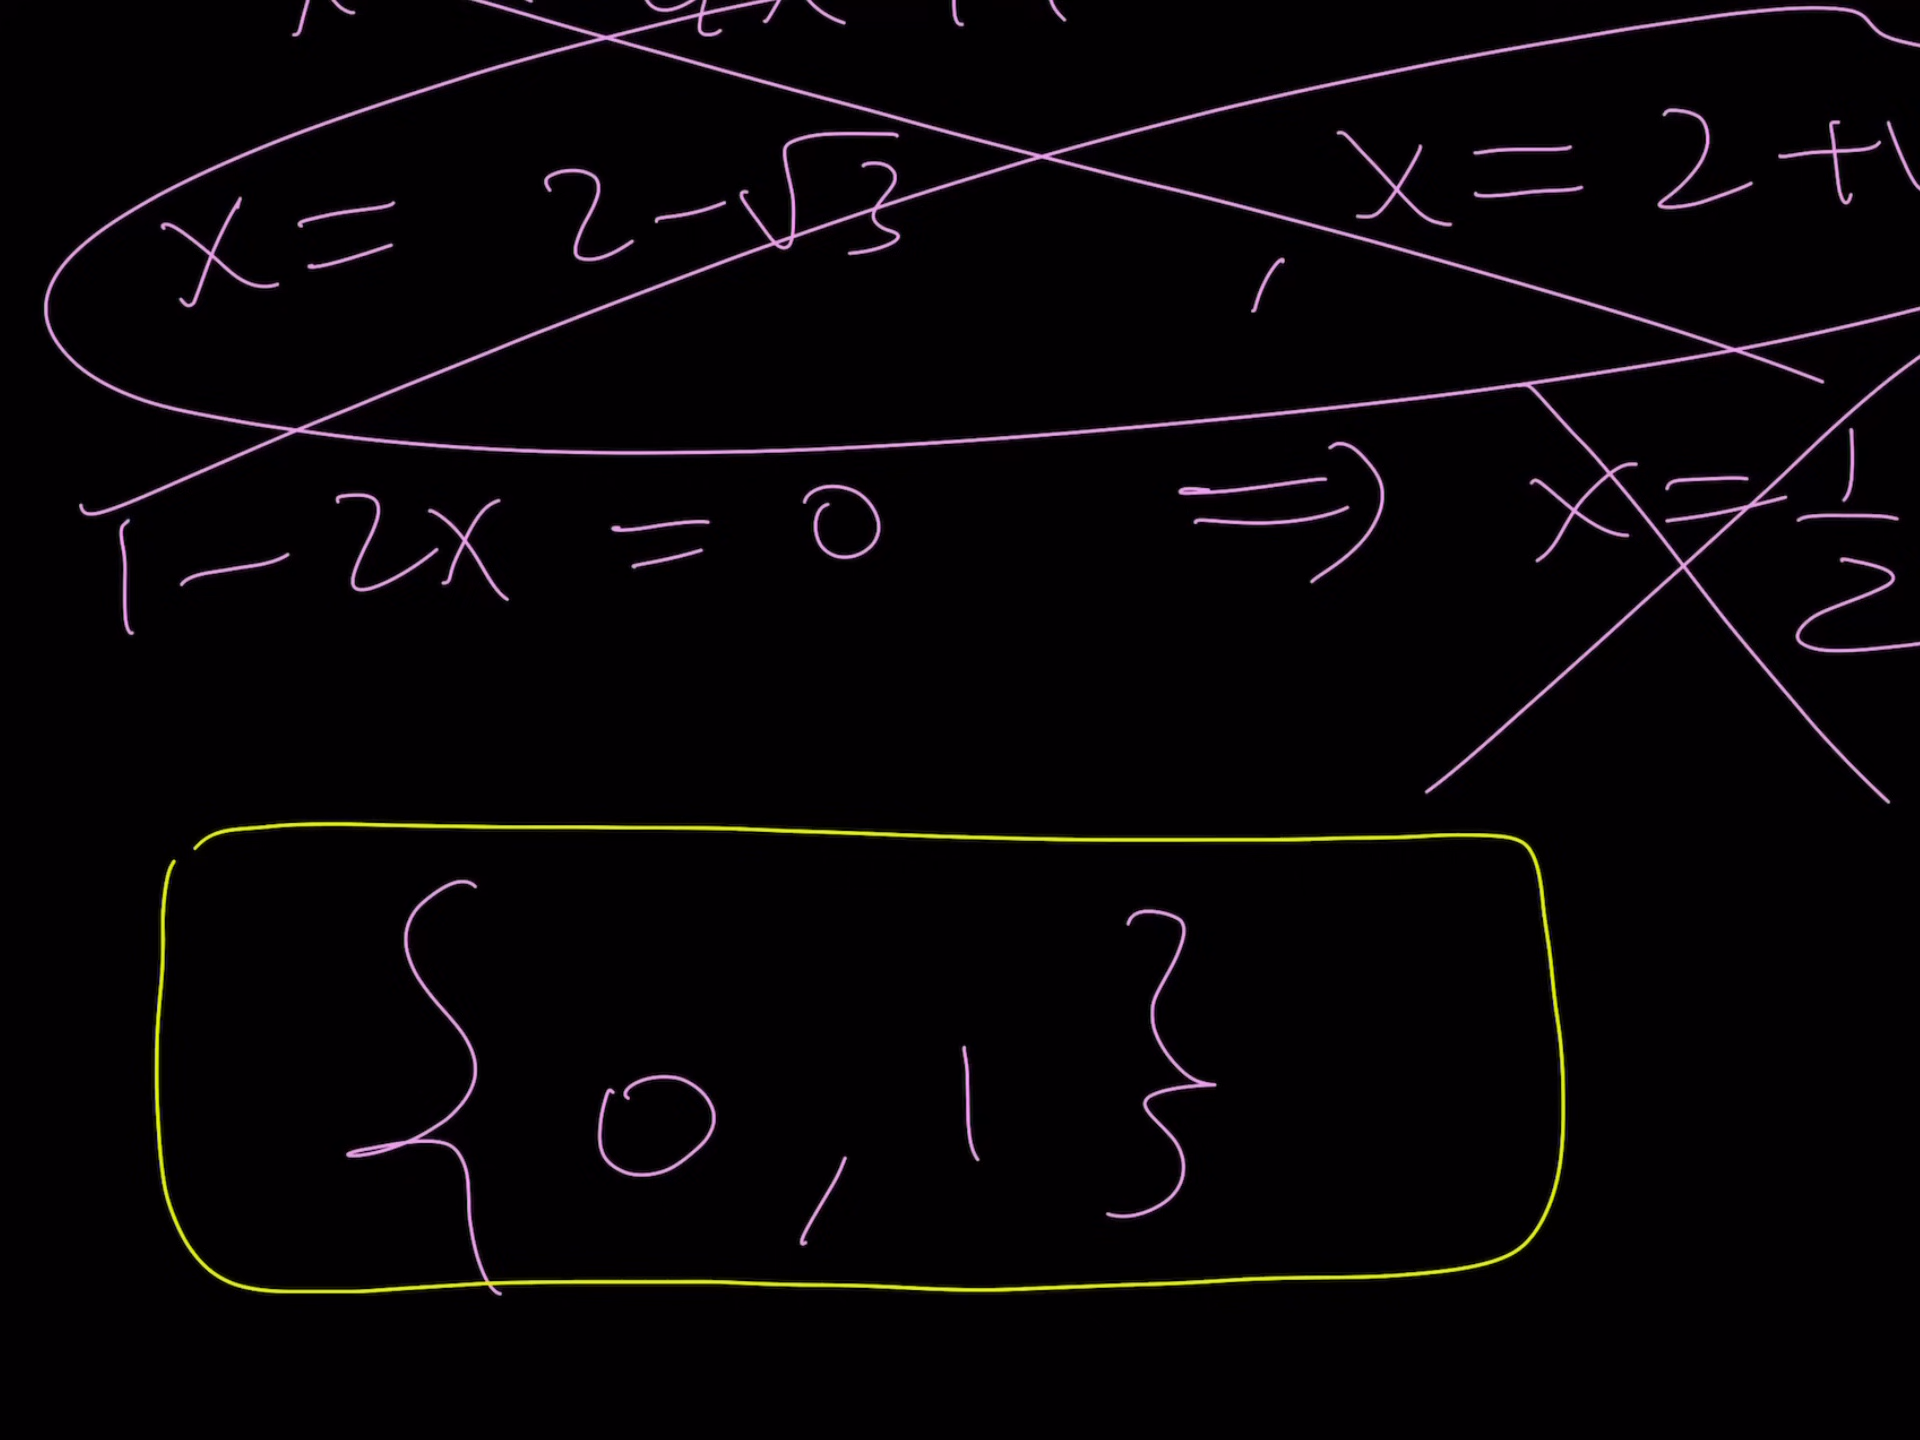 x = 2 - √3 , x = 2 + √
1 - 2x = 0 ⇒ x = 1/2
{ 0 , 1 }